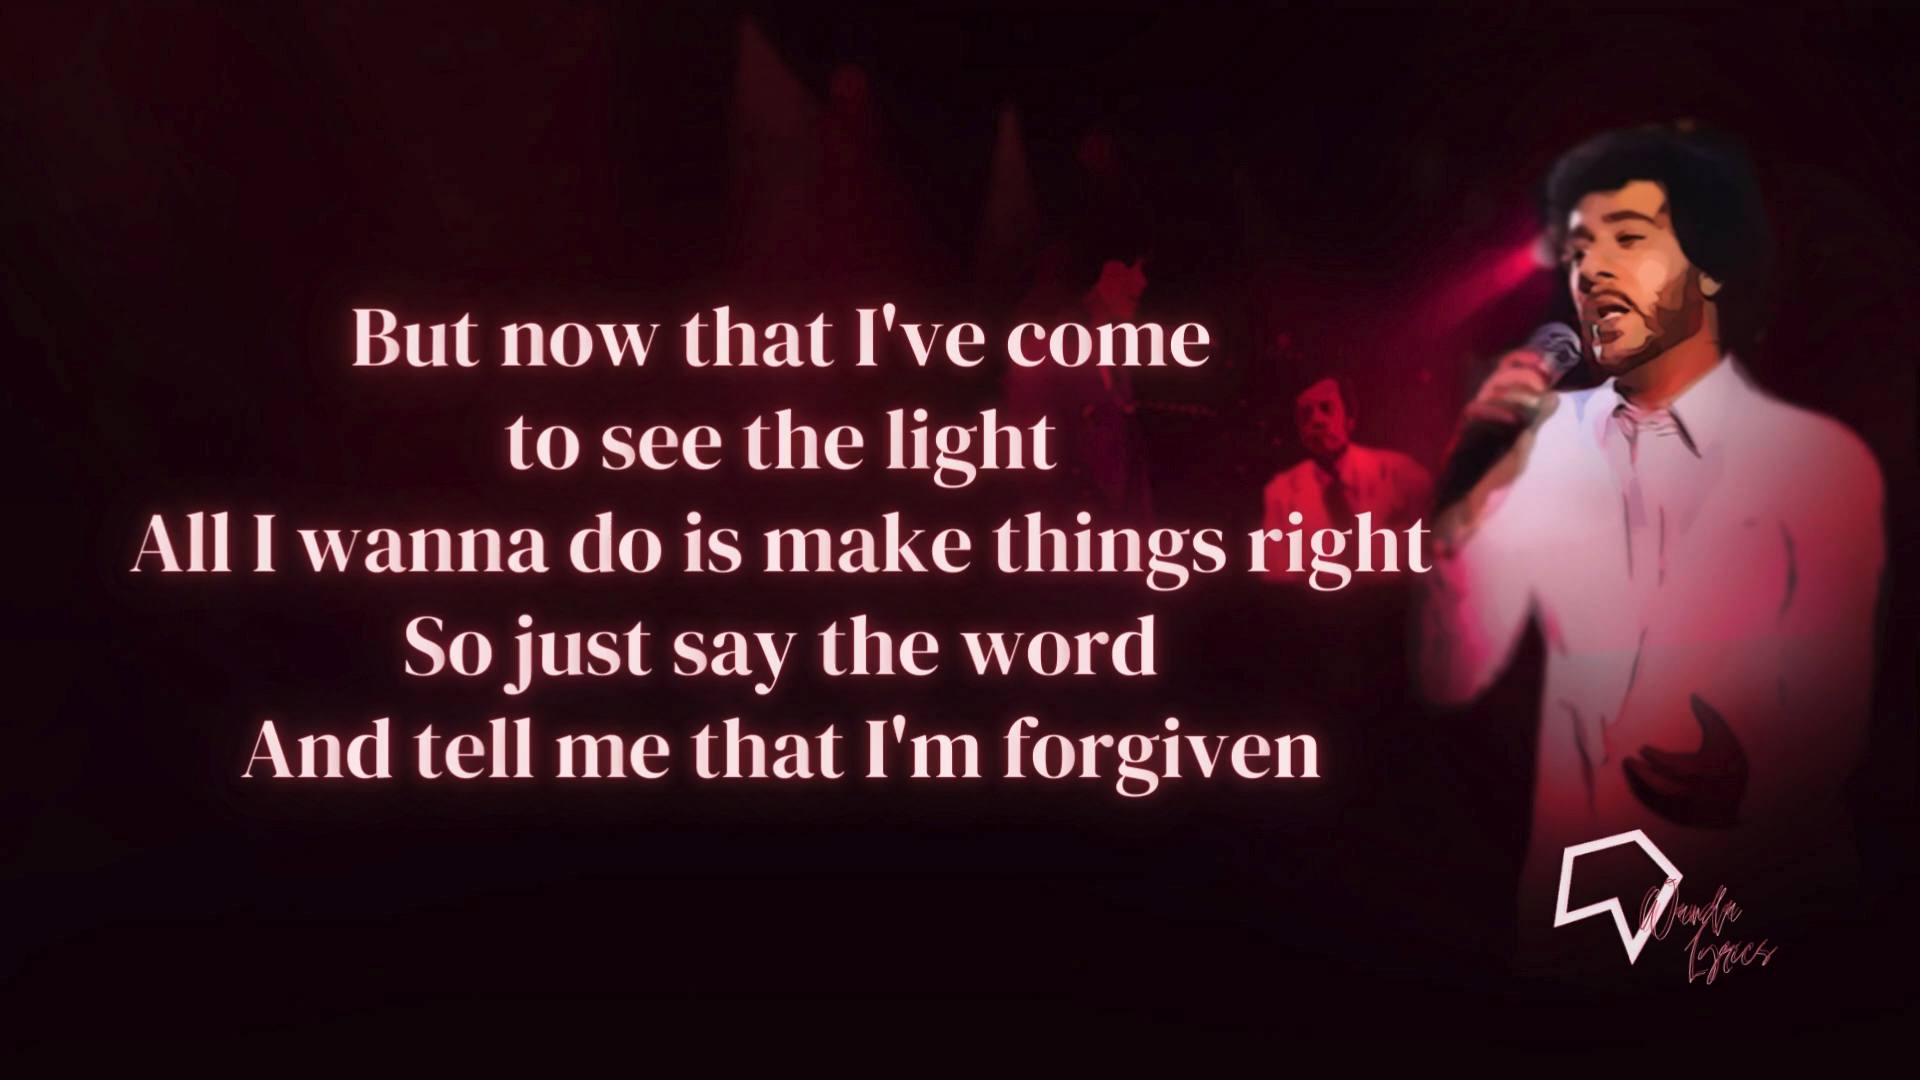 But now that I've come
to see the light
All I wanna do is make things right
So just say the word
And tell me that I'm forgiven
Wanda
Lyrics